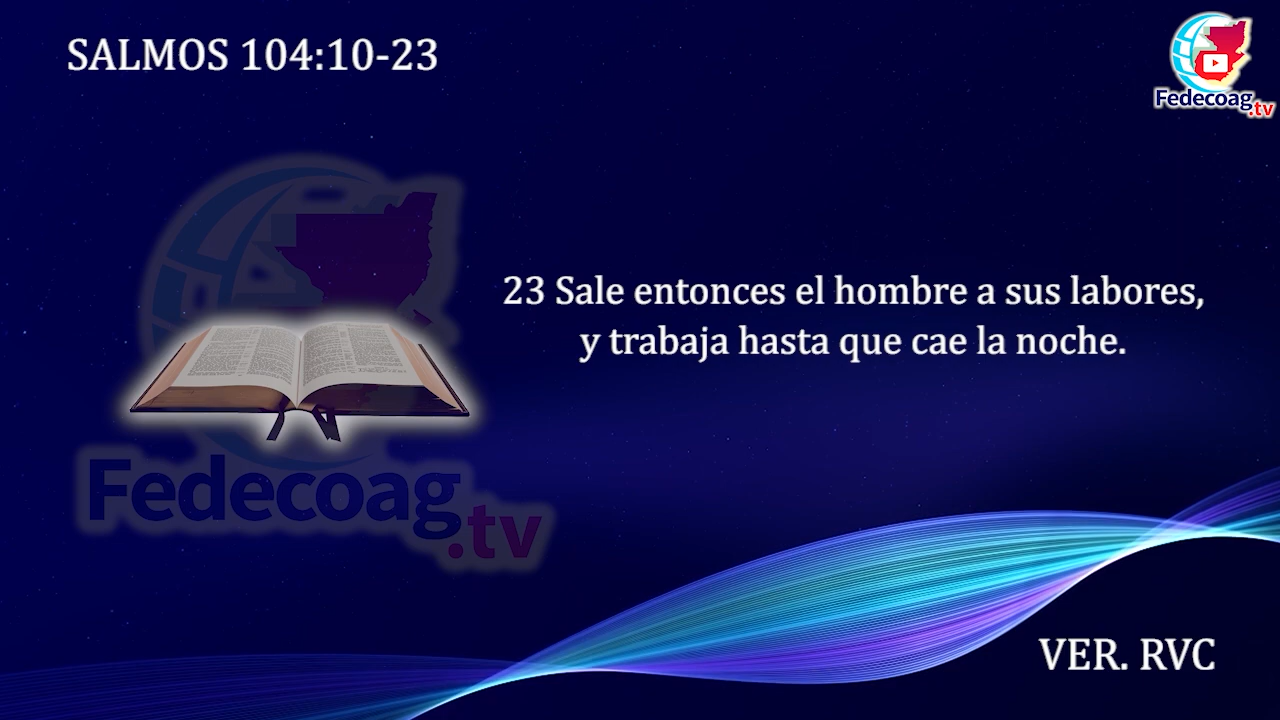 SALMOS 104:10-23
Fedecoag.tv
23 Sale entonces el hombre a sus labores,
y trabaja hasta que cae la noche.
Fedecoag.tv
VER. RVC